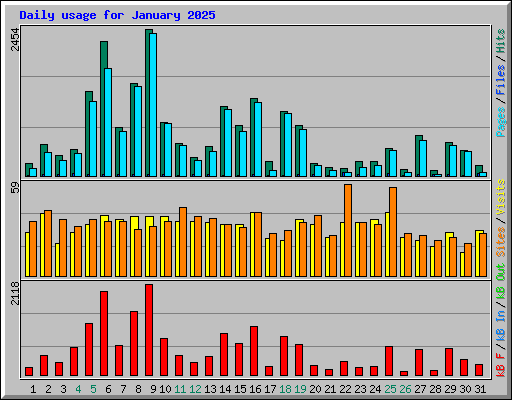 Daily usage for January 2025
2454
Pages / Files / Hits
59
Sites / Visits
2118
kB F / kB In / kB Out
1 2 3 4 5 6 7 8 9 10 11 12 13 14 15 16 17 18 19 20 21 22 23 24 25 26 27 28 29 30 31